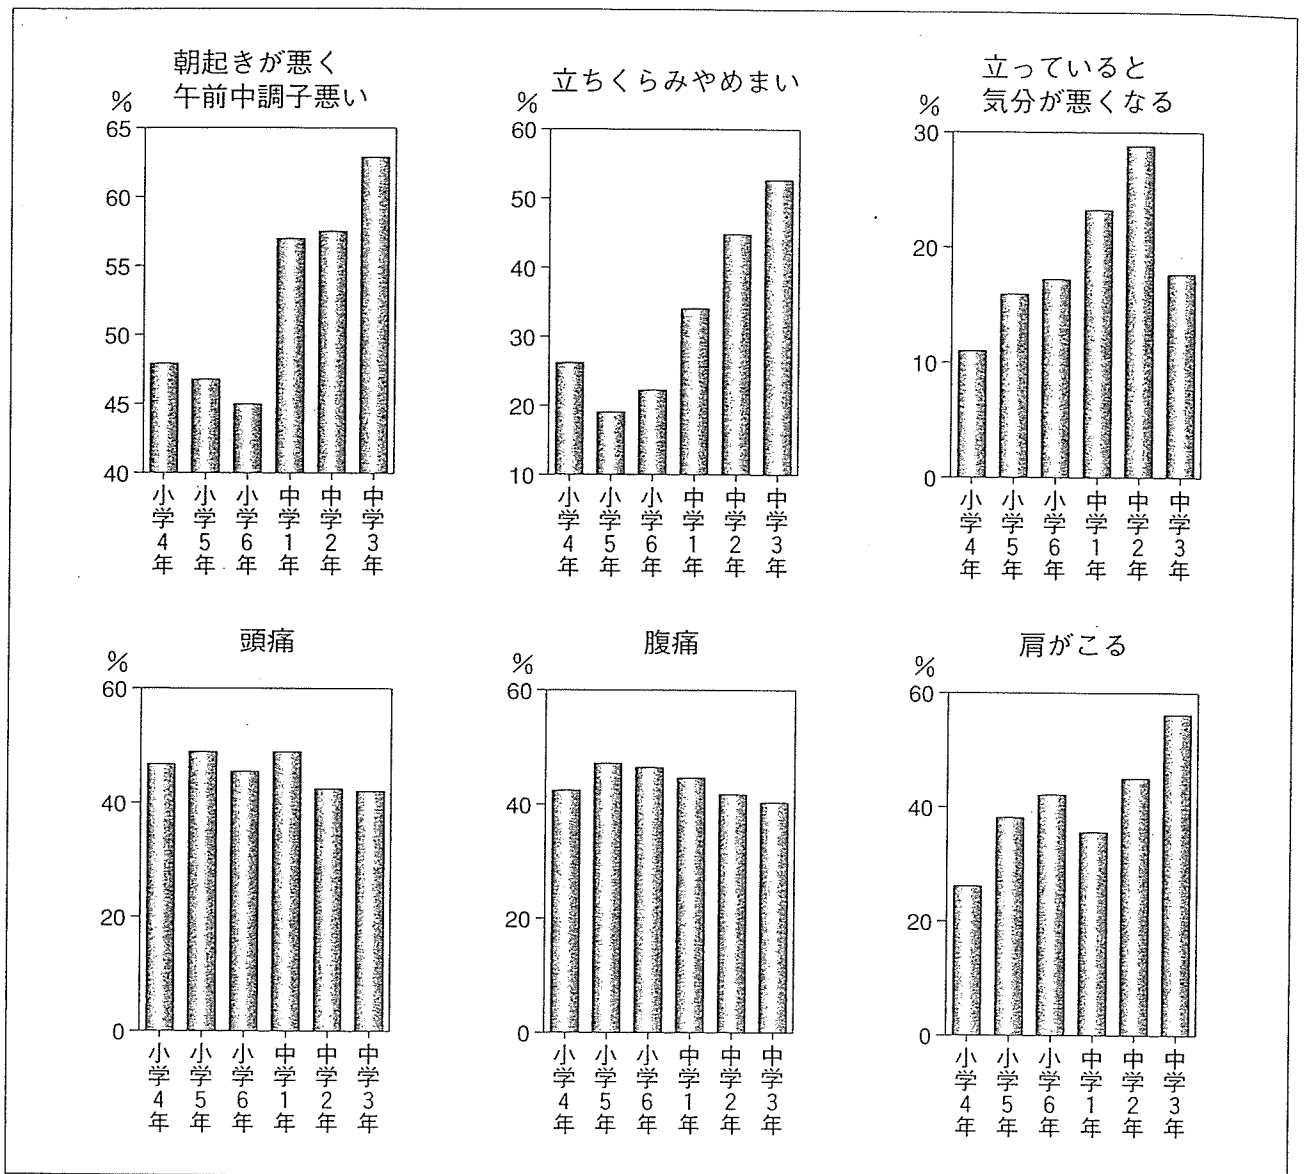 朝起きが悪く
午前中調子悪い
%
65
60
55
50
45
40
小学4年
小学5年
小学6年
中学1年
中学2年
中学3年
立ちくらみやめまい
%
60
50
40
30
20
10
小学4年
小学5年
小学6年
中学1年
中学2年
中学3年
立っていると
気分が悪くなる
%
30
20
10
0
小学4年
小学5年
小学6年
中学1年
中学2年
中学3年
頭痛
%
60
40
20
0
小学4年
小学5年
小学6年
中学1年
中学2年
中学3年
腹痛
%
60
40
20
0
小学4年
小学5年
小学6年
中学1年
中学2年
中学3年
肩がこる
%
60
40
20
0
小学4年
小学5年
小学6年
中学1年
中学2年
中学3年